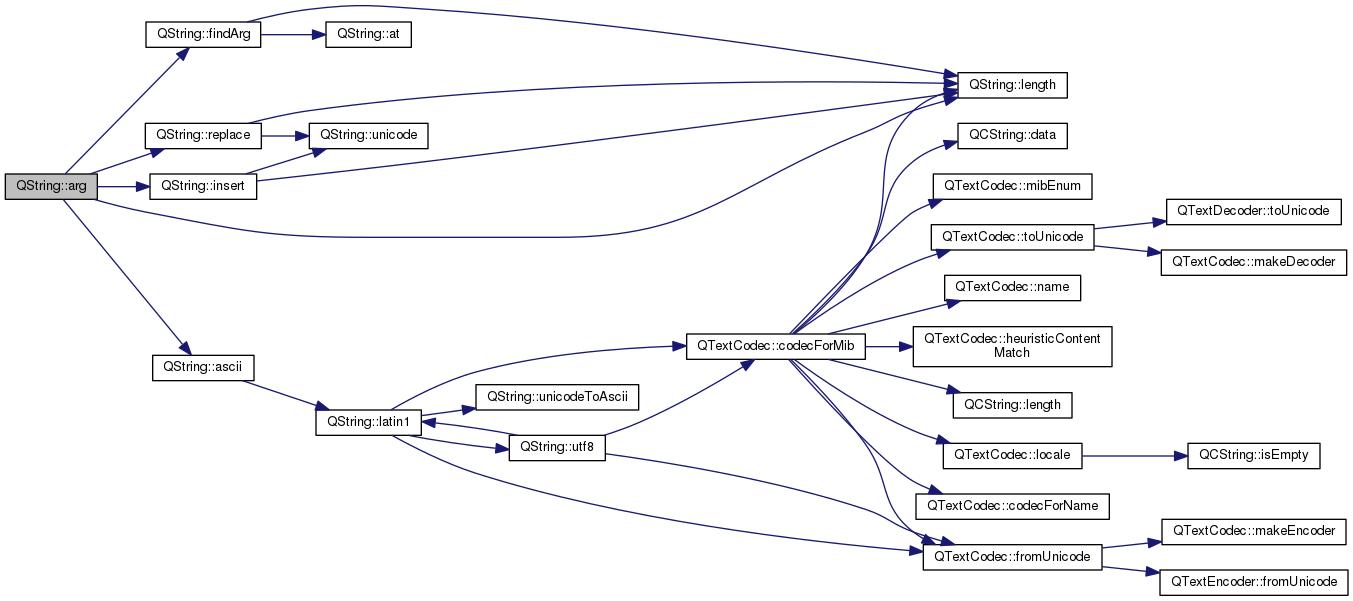 QString::arg
QString::findArg
QString::at
QString::length
QString::replace
QString::unicode
QString::insert
QString::ascii
QString::latin1
QString::unicodeToAscii
QString::utf8
QTextCodec::codecForMib
QCString::data
QTextCodec::mibEnum
QTextCodec::toUnicode
QTextDecoder::toUnicode
QTextCodec::makeDecoder
QTextCodec::name
QTextCodec::heuristicContent
Match
QCString::length
QTextCodec::locale
QCString::isEmpty
QTextCodec::codecForName
QTextCodec::fromUnicode
QTextCodec::makeEncoder
QTextEncoder::fromUnicode